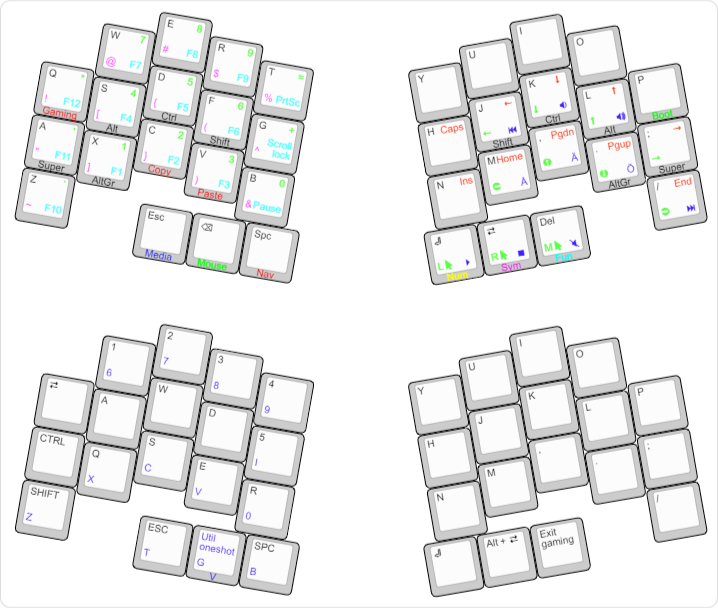 E 8
# F8
W 7
@ F7
R 9
$ F9
Q *
! F12
Gaming
T =
% PrtSc
S 4
[ F4
Alt
D 5
{ F5
Ctrl
F 6
( F6
Shift
A '
" F11
Super
X 1
] F1
AltGr
C 2
} F2
Copy
G +
^ Scroll
lock
V 3
) F3
Paste
Z .
~ F10
B 0
& Pause
Esc
Media
⌫
Mouse
Spc
Nav
I
U
O
Y
P
Boot
K ↓
↓
Ctrl
L ↑
↑
Alt
J ←
←
Shift
H Caps
, Pgdn
Å
. Pgup
Ö
AltGr
: →
→
Super
M Home
Ä
N Ins
/ End
L
Num
⇄
R
Sym
Del
M
Fun
2
7
1
6
3
8
⇄
4
9
A
W
D
CTRL
Q
X
S
C
5
I
E
V
SHIFT
Z
R
0
ESC
T
Util
oneshot
G
V
SPC
B
I
U
O
Y
P
K
L
J
H
,
.
:
M
N
/
Alt + ⇄
Exit
gaming